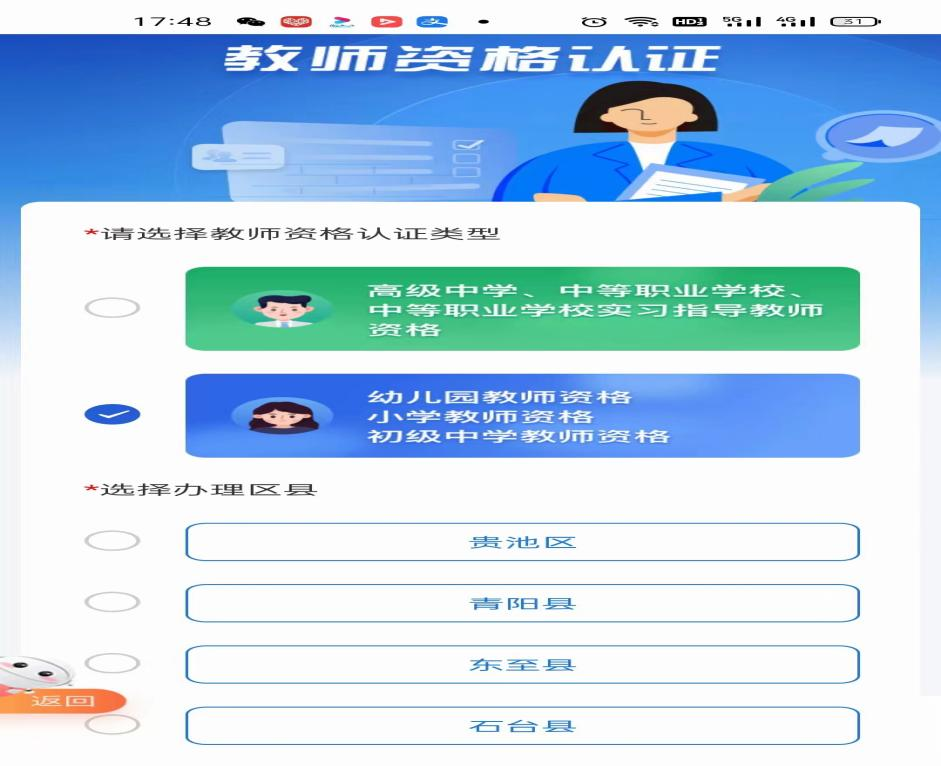 17:48
HD 5G 4G 31
教师资格认证
*请选择教师资格认证类型
高级中学、中等职业学校、
中等职业学校实习指导教师
资格
幼儿园教师资格
小学教师资格
初级中学教师资格
*选择办理区县
贵池区
青阳县
东至县
返回
石台县